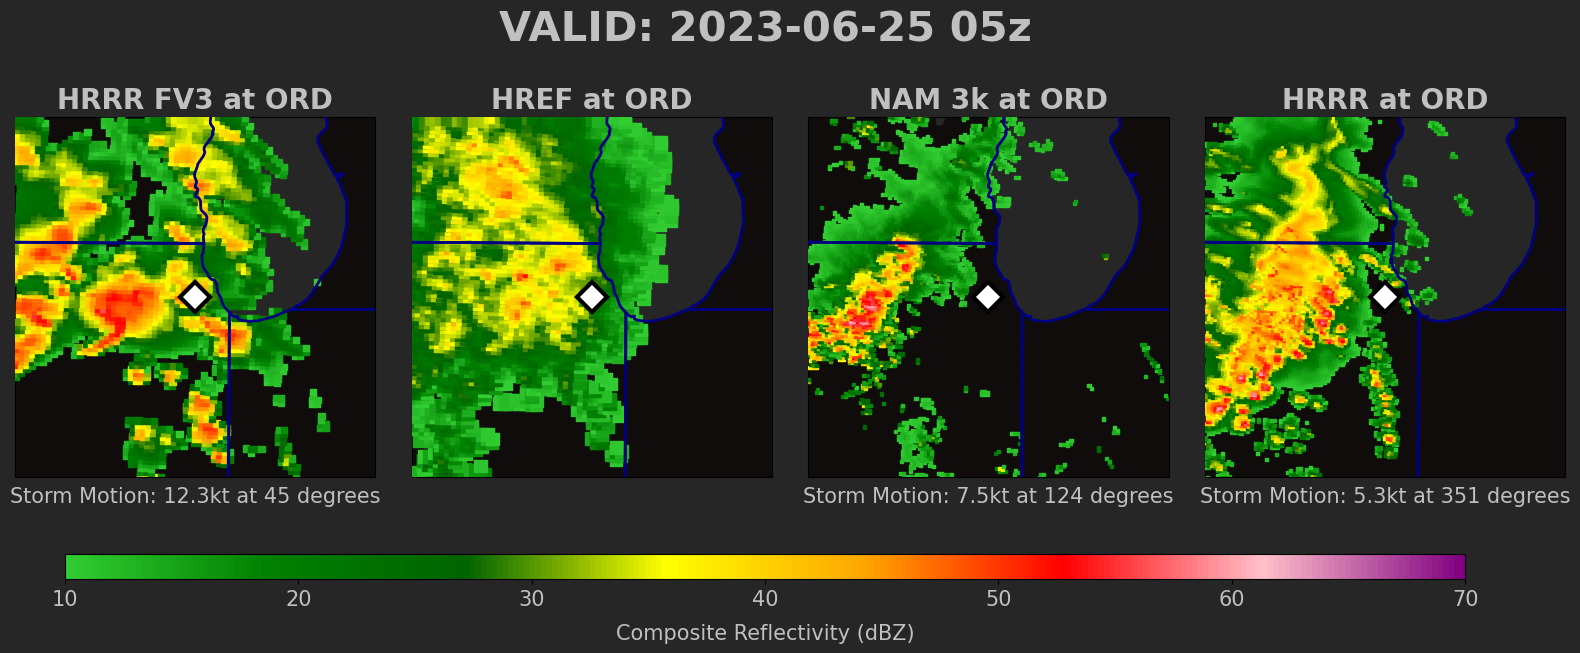 VALID: 2023-06-25 05z
HRRR FV3 at ORD
HREF at ORD
NAM 3k at ORD
HRRR at ORD
Storm Motion: 12.3kt at 45 degrees
Storm Motion: 7.5kt at 124 degrees
Storm Motion: 5.3kt at 351 degrees
10 20 30 40 50 60 70
Composite Reflectivity (dBZ)